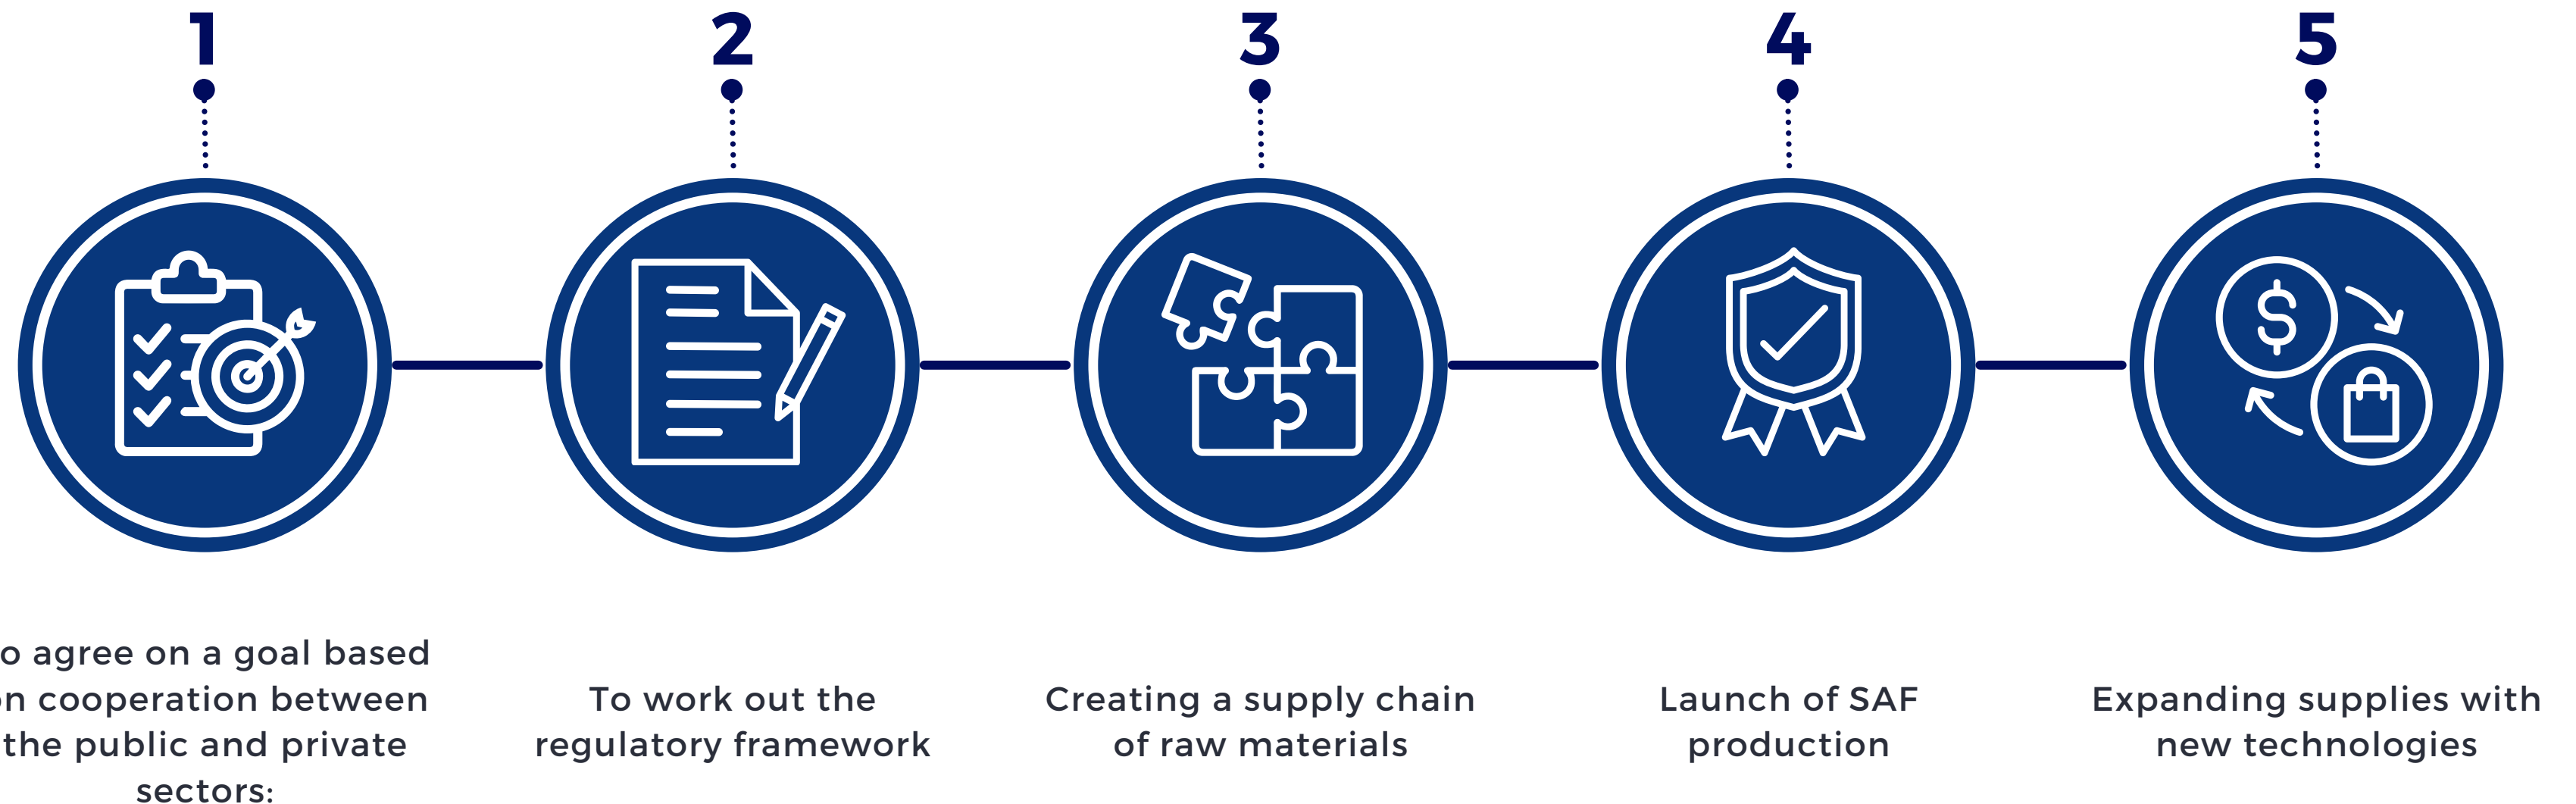 1
2
3
4
5
o agree on a goal based
on cooperation between
the public and private
sectors:
To work out the
regulatory framework
Creating a supply chain
of raw materials
Launch of SAF
production
Expanding supplies with
new technologies